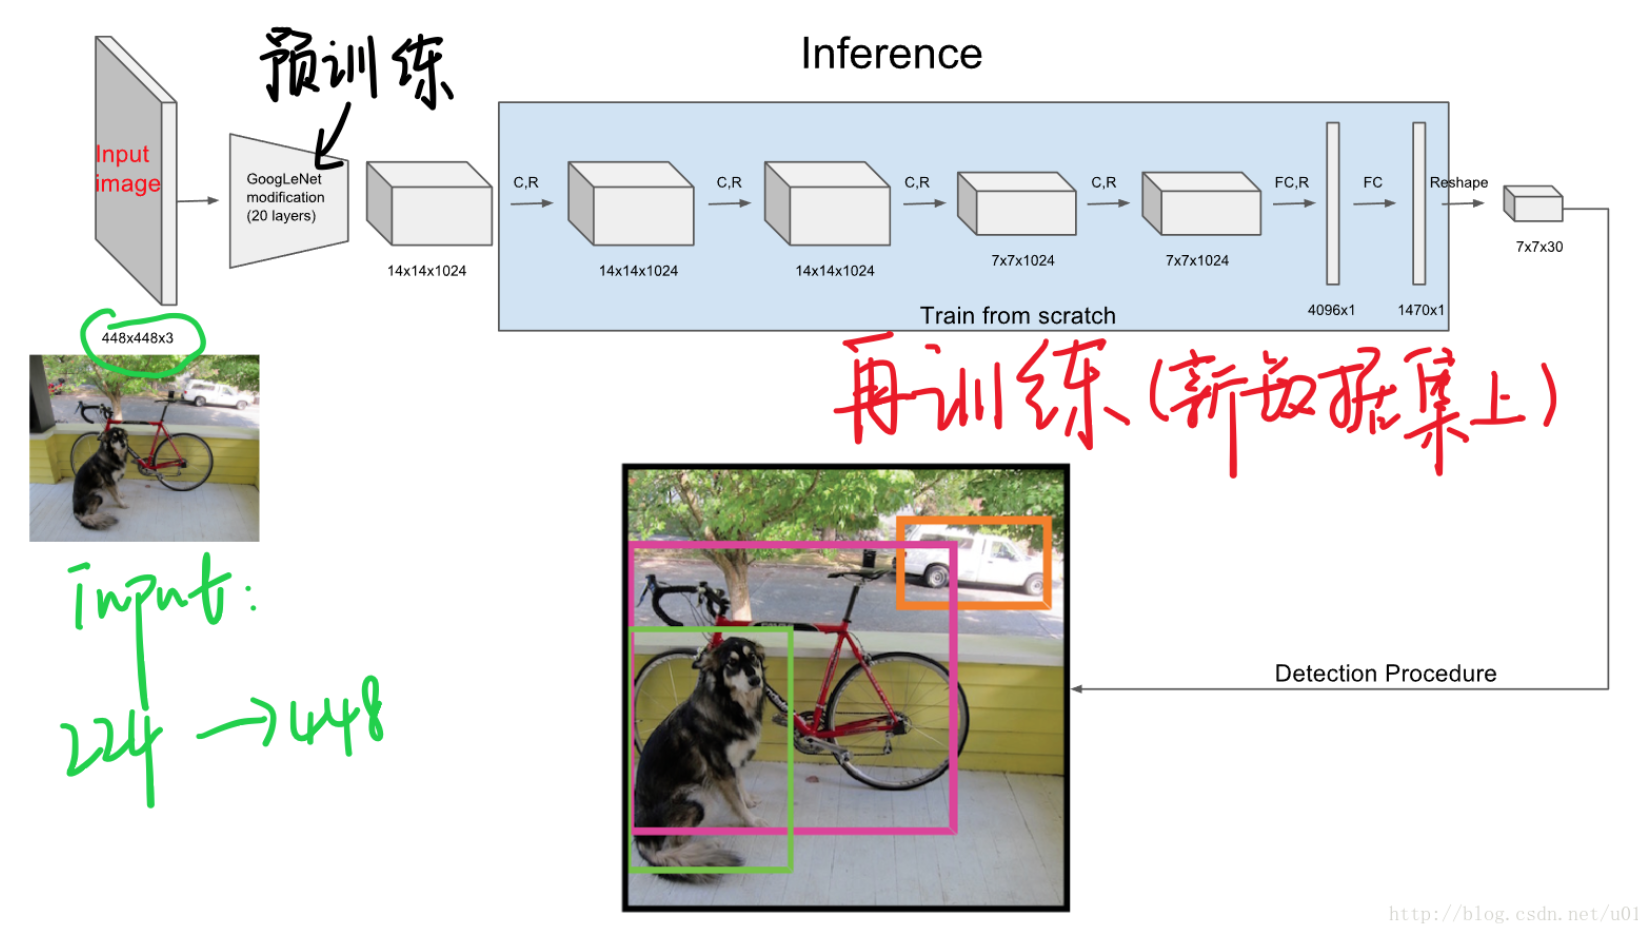 Inference
预训练
Input
image
GoogLeNet
modification
(20 layers)
C,R
C,R
C,R
C,R
FC,R
FC
Reshape
14x14x1024
14x14x1024
14x14x1024
7x7x1024
7x7x1024
4096x1
1470x1
7x7x30
Train from scratch
448x448x3
再训练(新数据集上)
input:
224 → 448
Detection Procedure
http://blog.csdn.net/u01